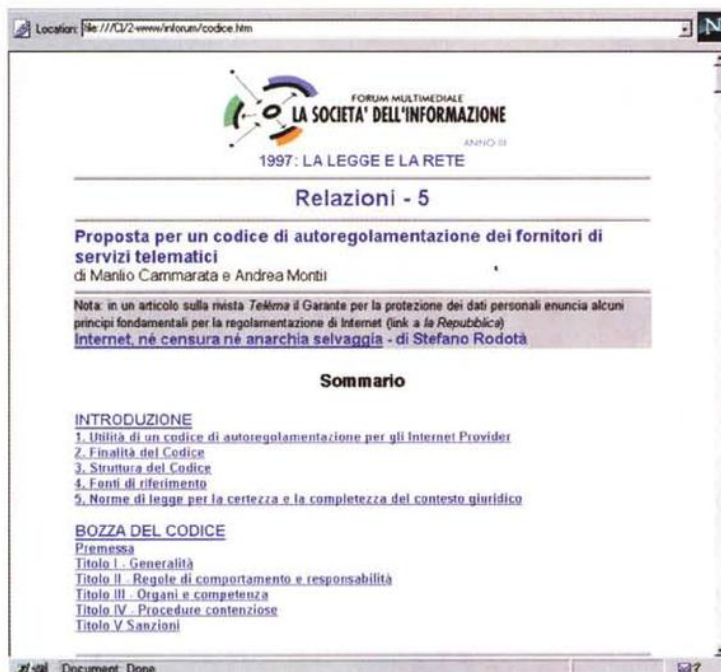 Location: file:///C|/2-www/inforum/codice.htm
N
FORUM MULTIMEDIALE
LA SOCIETA' DELL'INFORMAZIONE
ANNO III
1997: LA LEGGE E LA RETE
Relazioni - 5
Proposta per un codice di autoregolamentazione dei fornitori di
servizi telematici
di Manlio Cammarata e Andrea Monti
Nota: in un articolo sulla rivista Telèma il Garante per la protezione dei dati personali enuncia alcuni
principi fondamentali per la regolamentazione di Internet (link a la Repubblica)
Internet, né censura né anarchia selvaggia - di Stefano Rodotà
Sommario
INTRODUZIONE
1. Utilità di un codice di autoregolamentazione per gli Internet Provider
2. Finalità del Codice
3. Struttura del Codice
4. Fonti di riferimento
5. Norme di legge per la certezza e la completezza del contesto giuridico
BOZZA DEL CODICE
Premessa
Titolo I - Generalità
Titolo II - Regole di comportamento e responsabilità
Titolo III - Organi e competenza
Titolo IV - Procedure contenziose
Titolo V Sanzioni
Document: Done